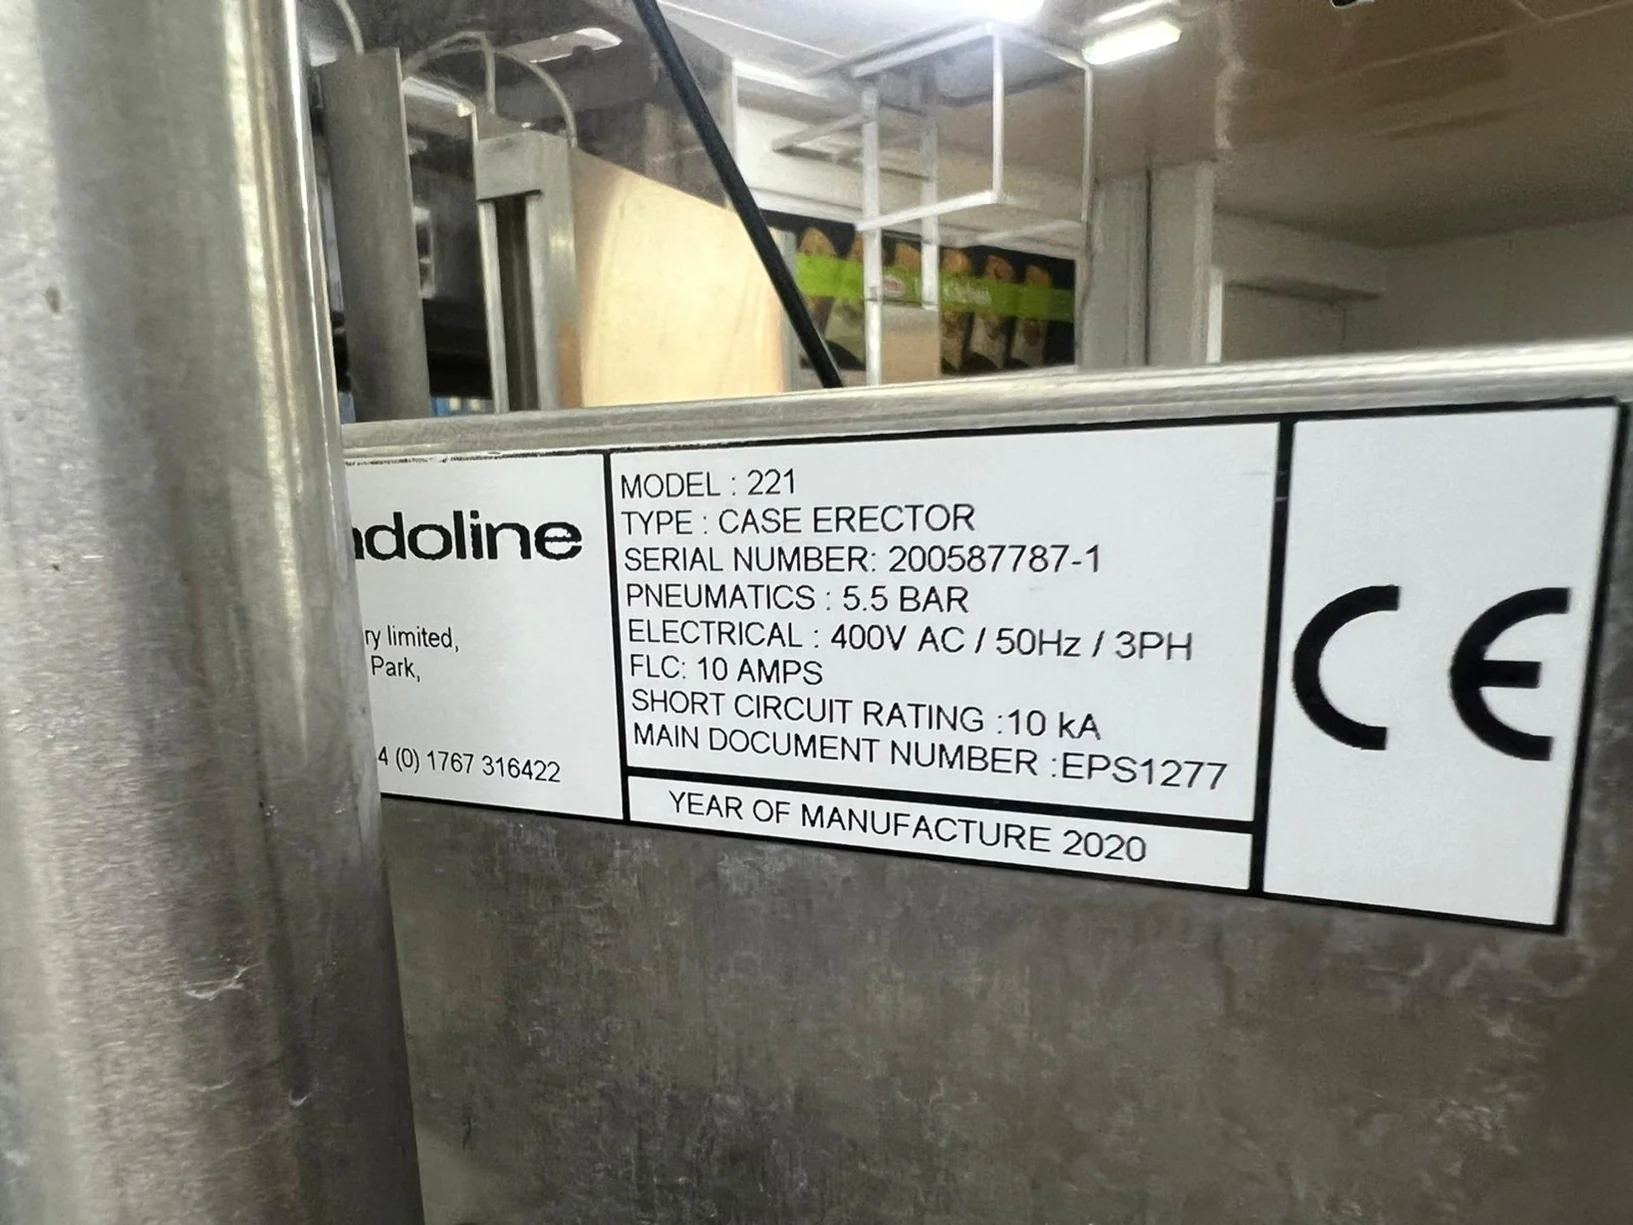 ndoline
ry limited,
Park,
4 (0) 1767 316422
MODEL : 221
TYPE : CASE ERECTOR
SERIAL NUMBER: 200587787-1
PNEUMATICS : 5.5 BAR
ELECTRICAL : 400V AC / 50Hz / 3PH
FLC: 10 AMPS
SHORT CIRCUIT RATING :10 kA
MAIN DOCUMENT NUMBER :EPS1277
YEAR OF MANUFACTURE 2020
CE